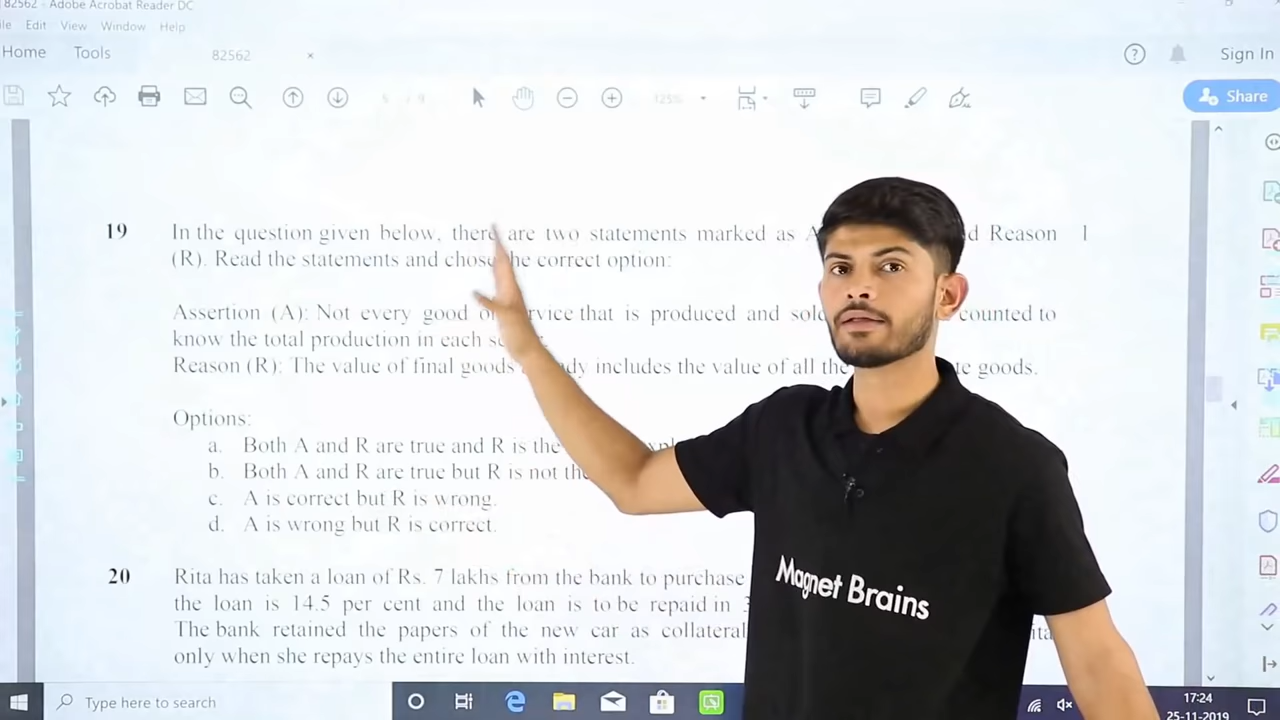 82562 - Adobe Acrobat Reader DC
Edit View Window Help
Home Tools 82562 ×
Sign In
125%
Share
19 In the question given below, there are two statements marked as Reason 1
(R). Read the statements and chose the correct option:
Assertion (A): Not every good or service that is produced and sold counted to
know the total production in each
Reason (R): The value of final goods already includes the value of all the goods.
Options:
a. Both A and R are true and R is the
b. Both A and R are true but R is not the
c. A is correct but R is wrong.
d. A is wrong but R is correct.
20 Rita has taken a loan of Rs. 7 lakhs from the bank to purchase
the loan is 14.5 per cent and the loan is to be repaid in 3
The bank retained the papers of the new car as collateral
only when she repays the entire loan with interest.
Magnet Brains
Type here to search
17:24
25-11-2019